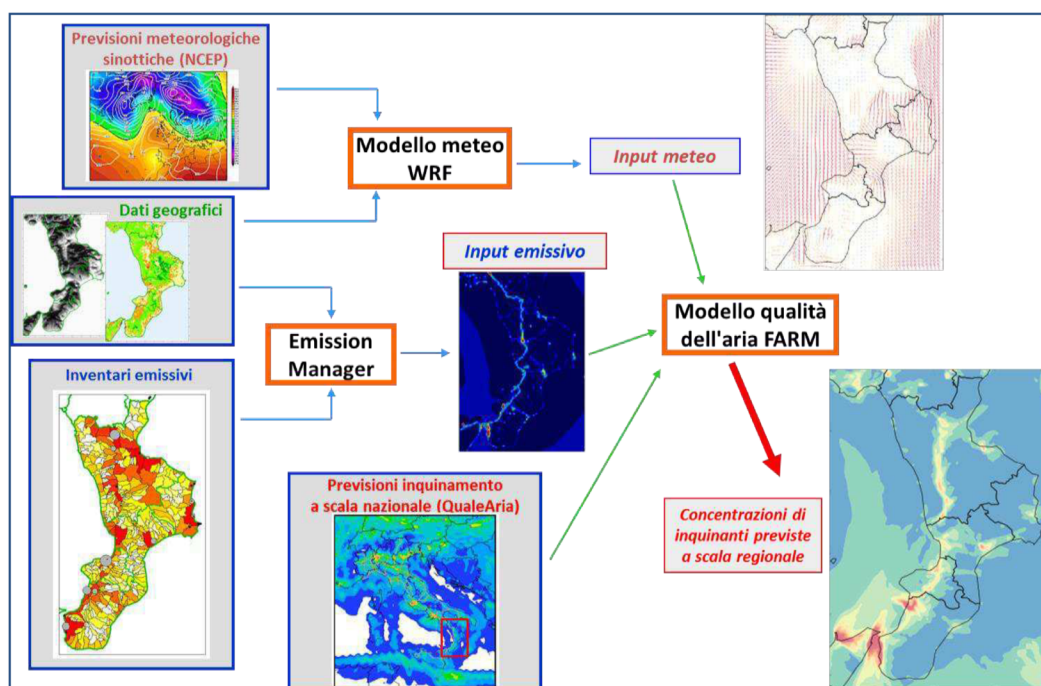 Previsioni meteorologiche
sinottiche (NCEP)
Modello meteo
WRF
Input meteo
Dati geografici
Input emissivo
Modello qualità
dell'aria FARM
Emission
Manager
Inventari emissivi
Previsioni inquinamento
a scala nazionale (QualeAria)
Concentrazioni di
inquinanti previste
a scala regionale